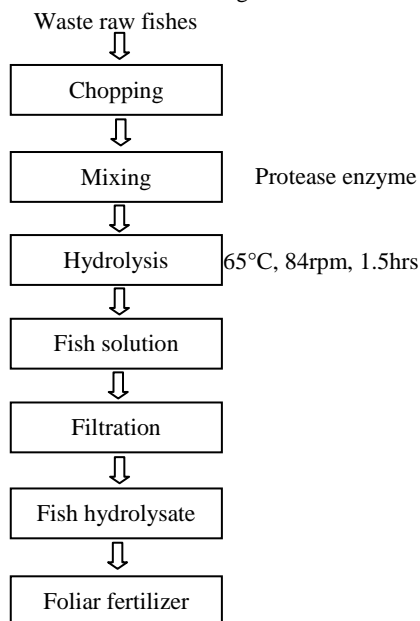 Waste raw fishes
Chopping
Mixing Protease enzyme
Hydrolysis 65°C, 84rpm, 1.5hrs
Fish solution
Filtration
Fish hydrolysate
Foliar fertilizer